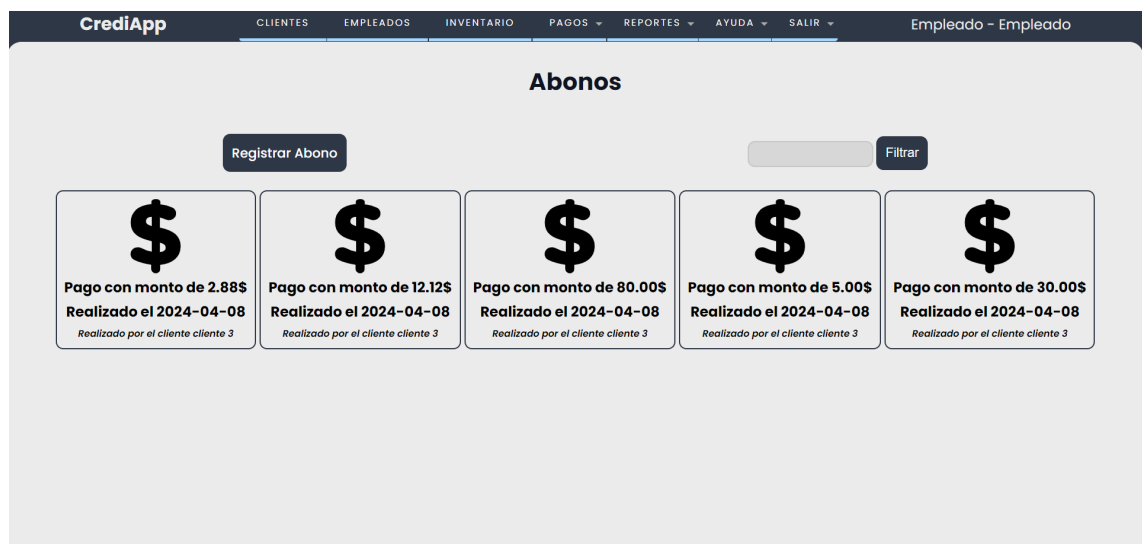 CrediApp
CLIENTES EMPLEADOS INVENTARIO PAGOS REPORTES AYUDA SALIR
Empleado - Empleado
Abonos
Registrar Abono
Filtrar
$ $ $ $ $
Pago con monto de 2.88$
Realizado el 2024-04-08
Realizado por el cliente cliente 3
Pago con monto de 12.12$
Realizado el 2024-04-08
Realizado por el cliente cliente 3
Pago con monto de 80.00$
Realizado el 2024-04-08
Realizado por el cliente cliente 3
Pago con monto de 5.00$
Realizado el 2024-04-08
Realizado por el cliente cliente 3
Pago con monto de 30.00$
Realizado el 2024-04-08
Realizado por el cliente cliente 3